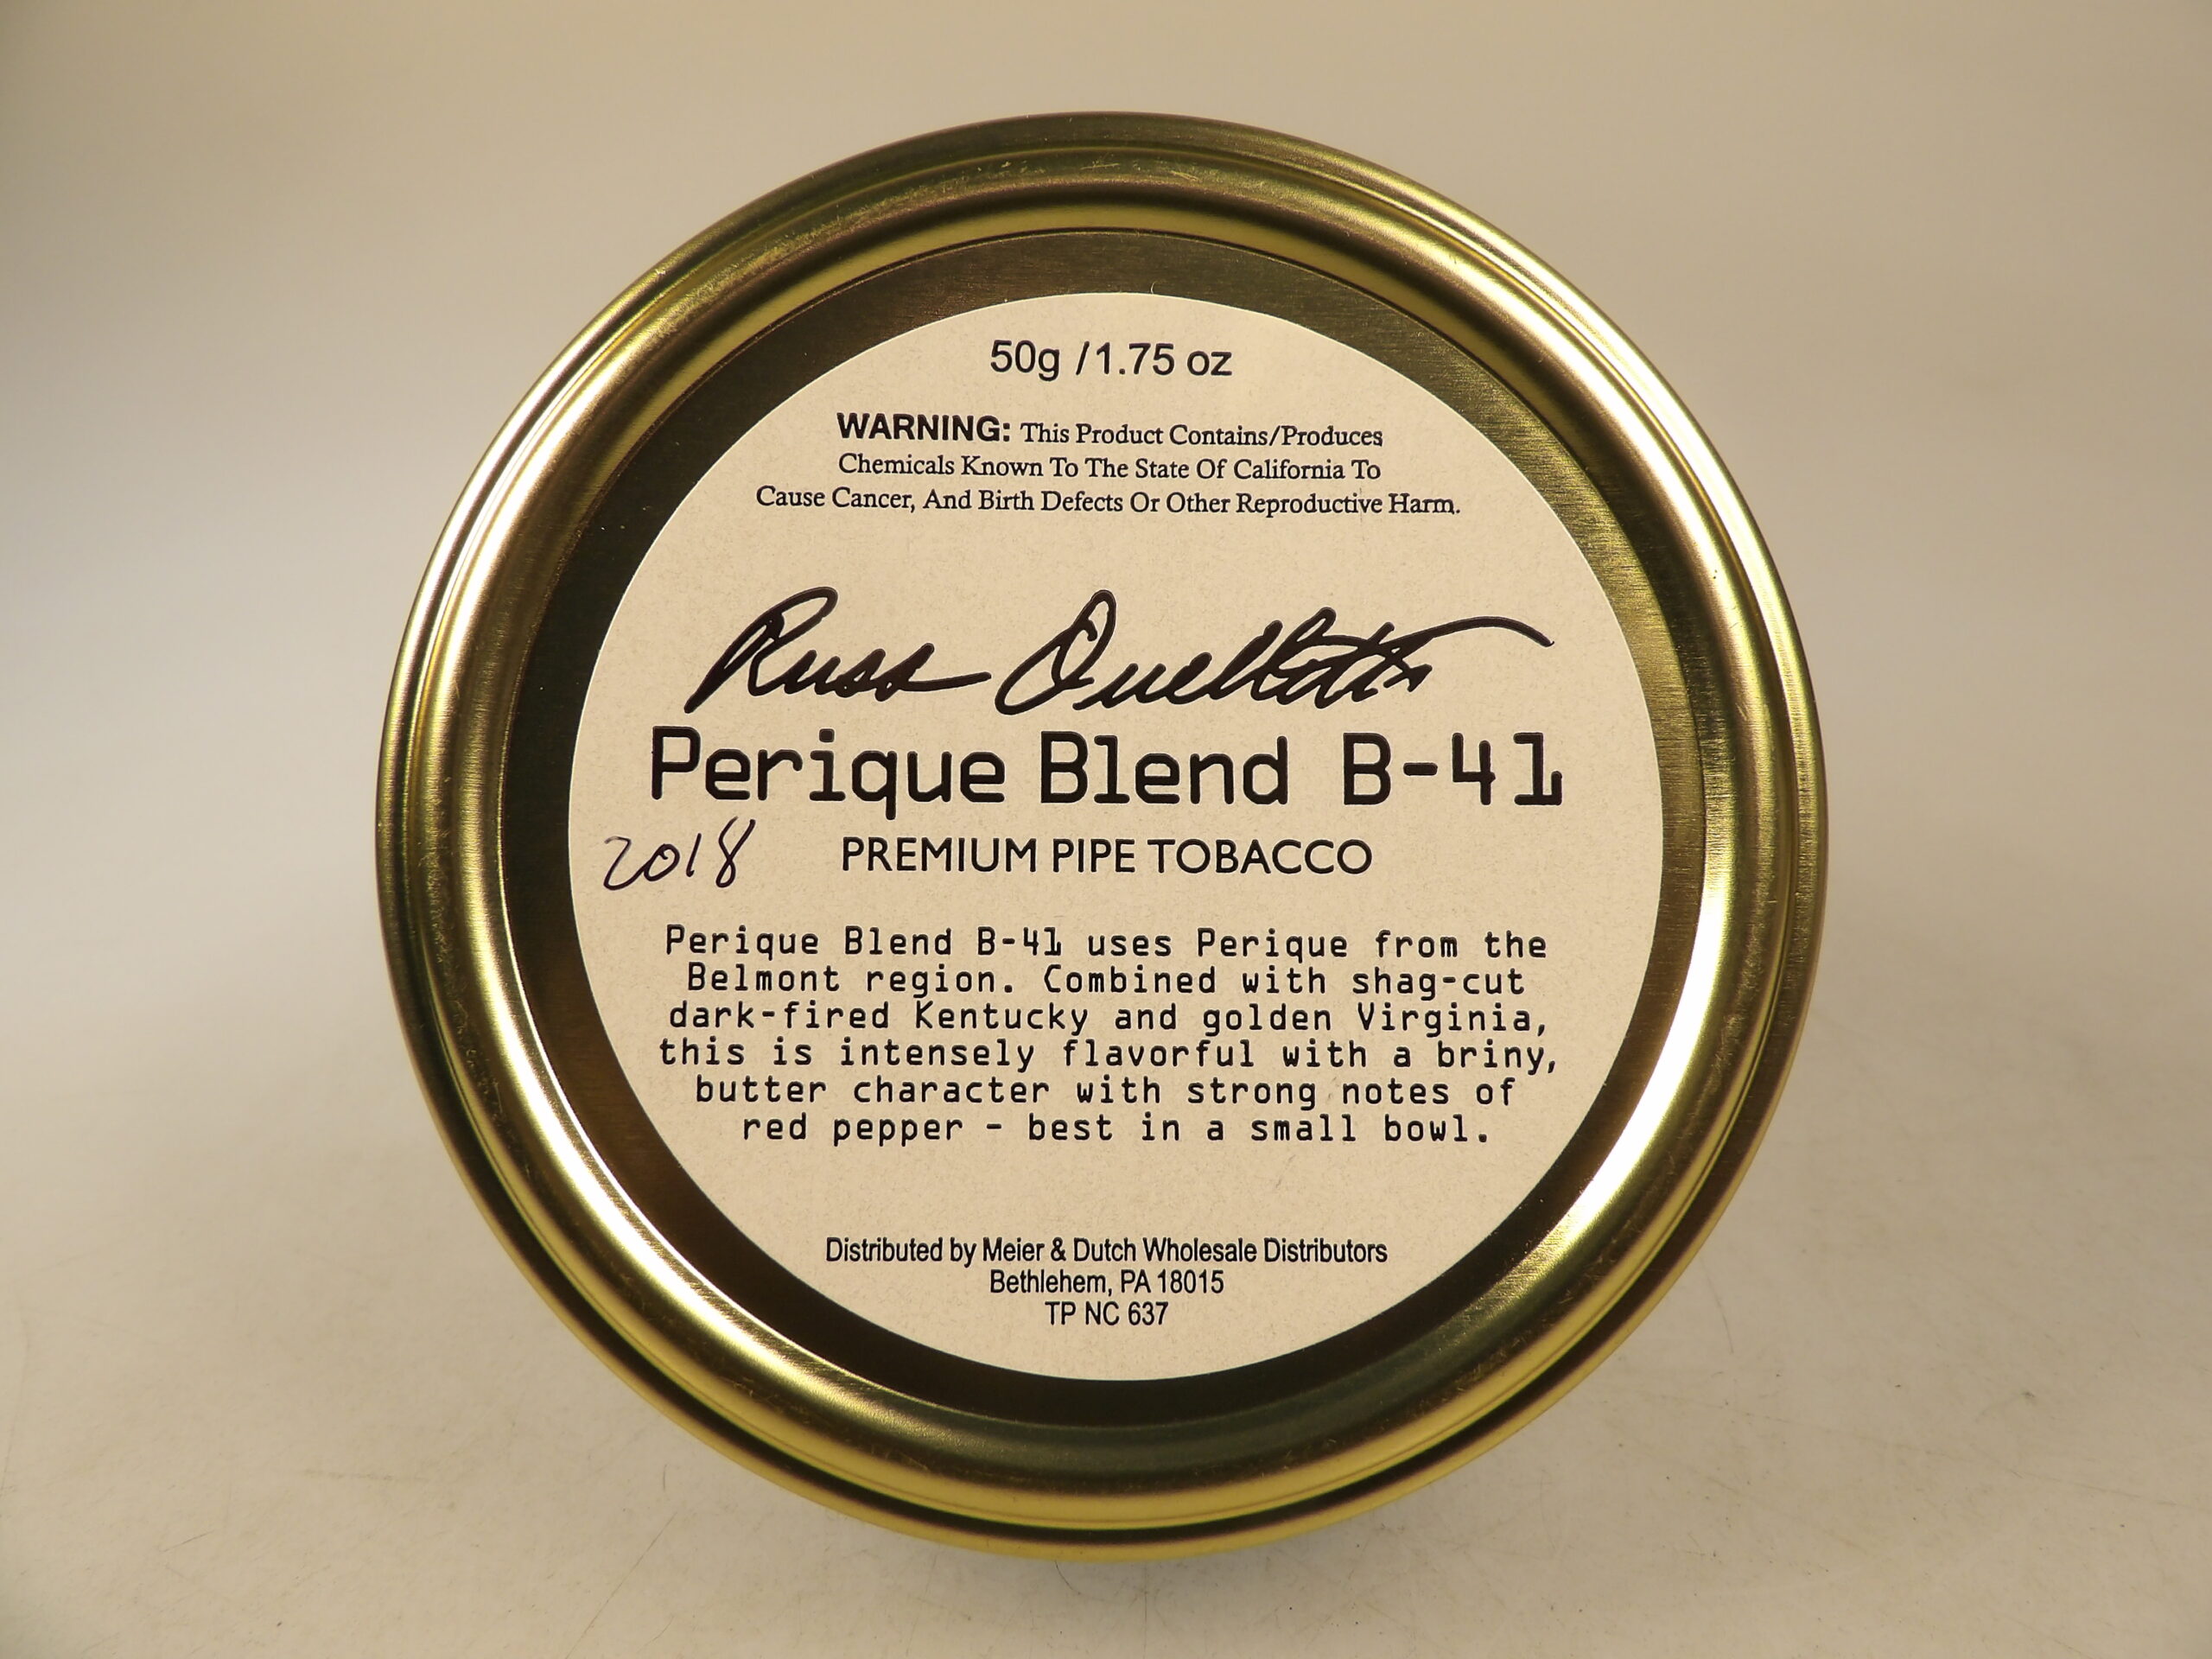 50g /1.75 oz
WARNING: This Product Contains/Produces
Chemicals Known To The State Of California To
Cause Cancer, And Birth Defects Or Other Reproductive Harm.
Russ Ouellette
Perique Blend B-41
2018 PREMIUM PIPE TOBACCO
Perique Blend B-41 uses Perique from the
Belmont region. Combined with shag-cut
dark-fired Kentucky and golden Virginia,
this is intensely flavorful with a briny,
butter character with strong notes of
red pepper - best in a small bowl.
Distributed by Meier & Dutch Wholesale Distributors
Bethlehem, PA 18015
TP NC 637